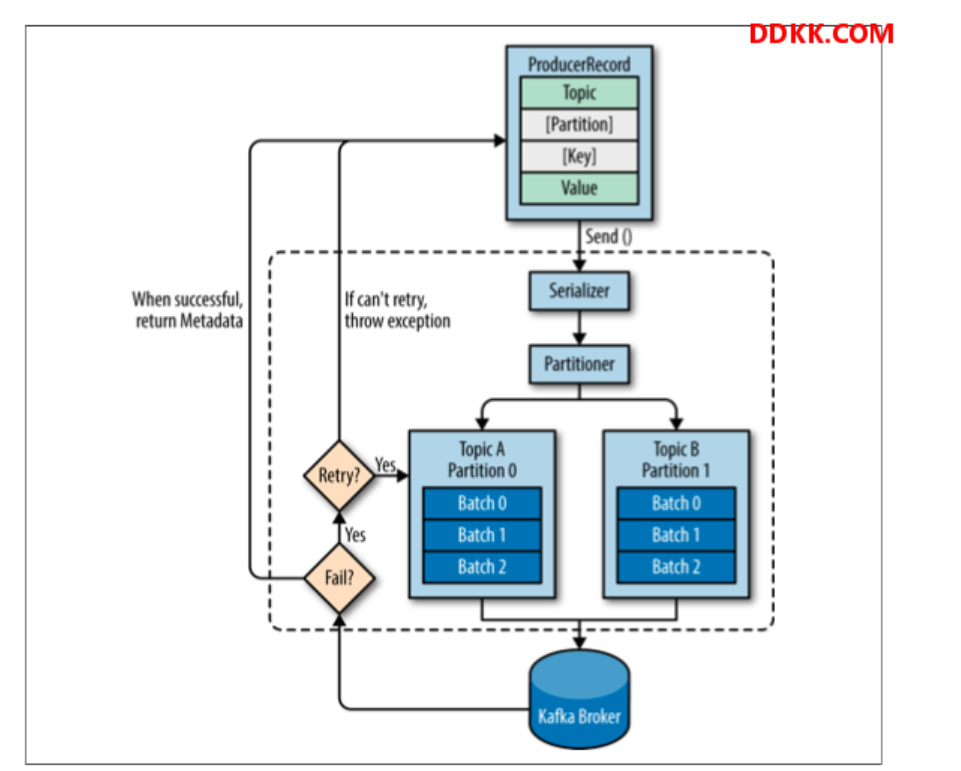 DDKK.COM
ProducerRecord
Topic
[Partition]
[Key]
Value
Send ()
Serializer
When successful,
return Metadata
If can't retry,
throw exception
Partitioner
Topic A
Partition 0
Batch 0
Batch 1
Batch 2
Topic B
Partition 1
Batch 0
Batch 1
Batch 2
Retry?
Yes
Yes
Fail?
Kafka Broker